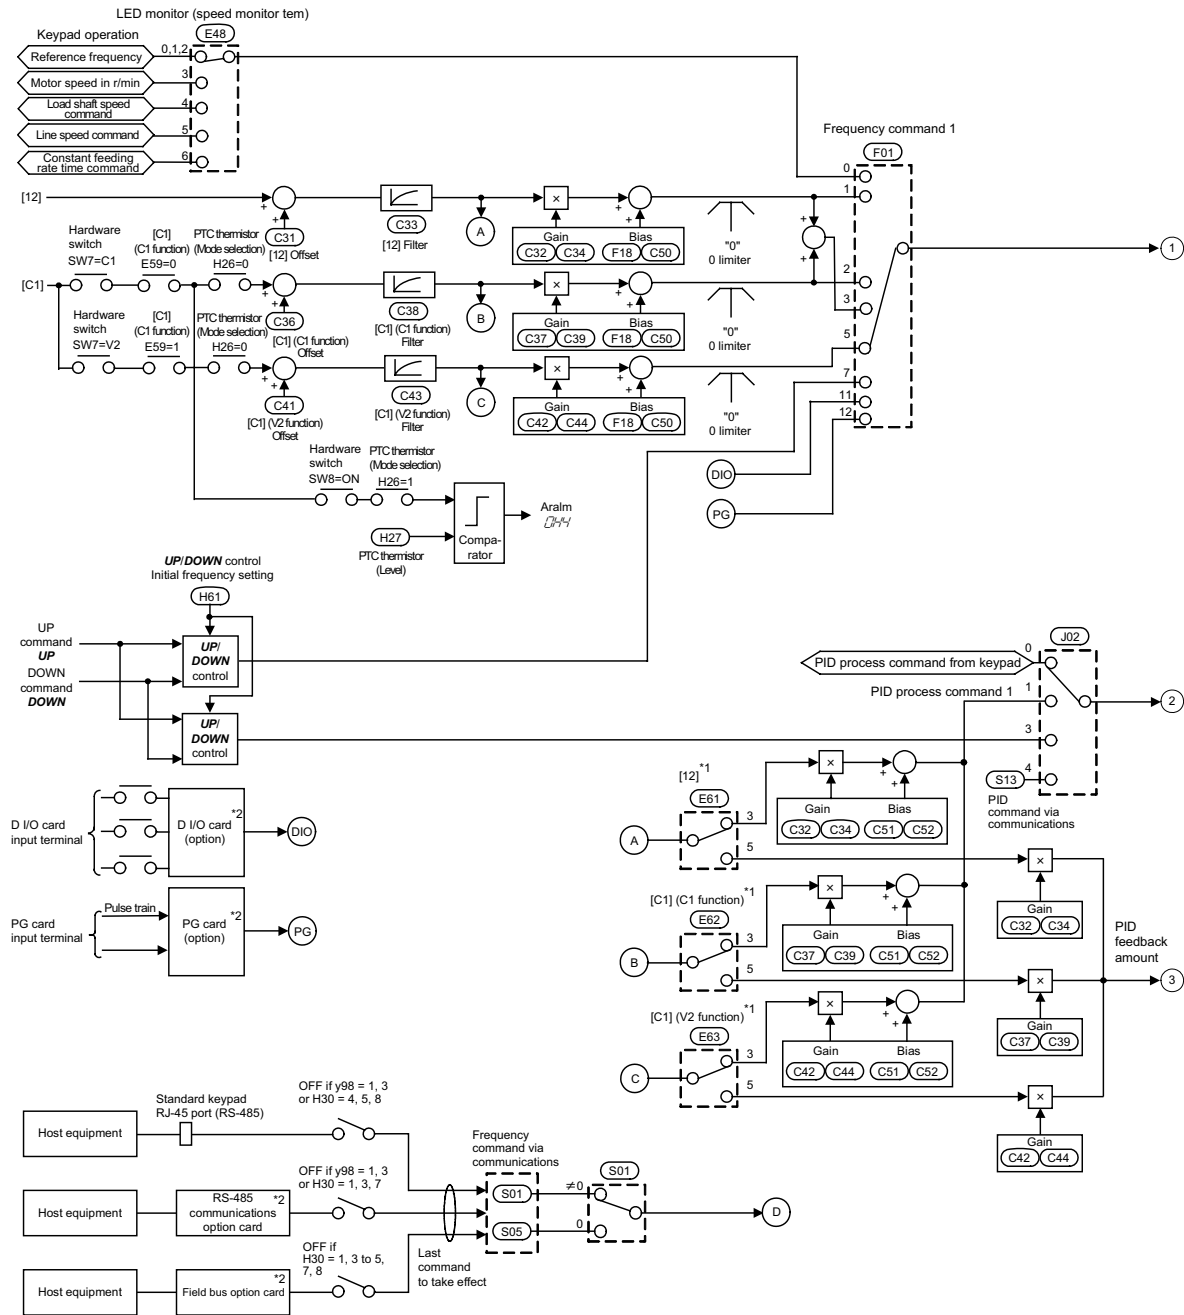 LED monitor (speed monitor tem)
Keypad operation
E48
Reference frequency
0,1,2
Motor speed in r/min
3
Load shaft speed
command
4
Line speed command
5
Constant feeding
rate time command
6
Frequency command 1
F01
0
1
2
3
5
7
11
12
1
[12]
+
+
C31
[12] Offset
C33
[12] Filter
A
×
+
+
Gain
C32 C34
Bias
F18 C50
"0"
0 limiter
+
+
Hardware
switch
SW7=C1
[C1]
(C1 function)
E59=0
PTC thermistor
(Mode selection)
H26=0
[C1]
+
+
C36
[C1] (C1 function)
Offset
C38
[C1] (C1 function)
Filter
B
×
+
+
Gain
C37 C39
Bias
F18 C50
"0"
0 limiter
Hardware
switch
SW7=V2
[C1]
(C1 function)
E59=1
PTC thermistor
(Mode selection)
H26=0
+
+
C41
[C1] (V2 function)
Offset
C43
[C1] (V2 function)
Filter
C
×
+
+
Gain
C42 C44
Bias
F18 C50
"0"
0 limiter
Hardware
switch
SW8=ON
PTC thermistor
(Mode selection)
H26=1
H27
PTC thermistor
(Level)
Compa-
rator
Aralm
0H4
DIO
PG
UP/DOWN control
Initial frequency setting
H61
UP
command
UP
DOWN
command
DOWN
UP/
DOWN
control
UP/
DOWN
control
PID process command from keypad
PID process command 1
J02
0
1
3
4
2
S13
PID
command via
communications
D I/O card
input terminal
*2
D I/O card
(option)
DIO
PG card
input terminal
Pulse train
*2
PG card
(option)
PG
[12]*1
E61
A
3
5
×
+
+
Gain
C32 C34
Bias
C51 C52
×
Gain
C32 C34
[C1] (C1 function)*1
E62
B
3
5
×
+
+
Gain
C37 C39
Bias
C51 C52
×
Gain
C37 C39
PID
feedback
amount
3
[C1] (V2 function)*1
E63
C
3
5
×
+
+
Gain
C42 C44
Bias
C51 C52
×
Gain
C42 C44
Host equipment
Standard keypad
RJ-45 port (RS-485)
OFF if y98 = 1, 3
or H30 = 4, 5, 8
Host equipment
RS-485
communications
option card
*2
OFF if y98 = 1, 3
or H30 = 1, 3, 7
Host equipment
Field bus option card
*2
OFF if
H30 = 1, 3 to 5,
7, 8
Last
command
to take effect
Frequency
command via
communications
S01
S05
≠0
0
S01
D